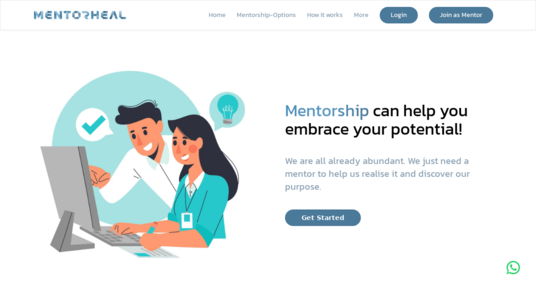 MENTORHEAL
Home Mentorship-Options How it works More Login Join as Mentor
Mentorship can help you
embrace your potential!
We are all already abundant. We just need a
mentor to help us realise it and discover our
purpose.
Get Started